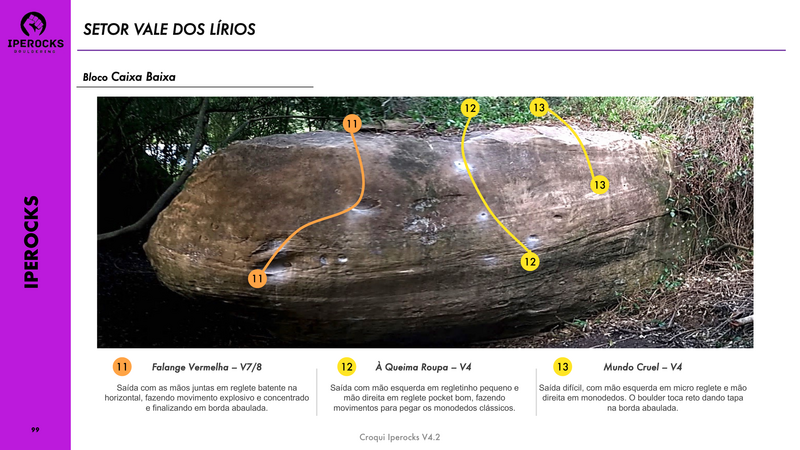 IPEROCKS
BOULDERING
SETOR VALE DOS LÍRIOS
Bloco Caixa Baixa
11
12
13
13
12
11
IPEROCKS
11 Falange Vermelha – V7/8
Saída com as mãos juntas em reglete batente na
horizontal, fazendo movimento explosivo e concentrado
e finalizando em borda abaulada.
12 À Queima Roupa – V4
Saída com mão esquerda em regletinho pequeno e
mão direita em reglete pocket bom, fazendo
movimentos para pegar os monodedos clássicos.
13 Mundo Cruel – V4
Saída difícil, com mão esquerda em micro reglete e mão
direita em monodedos. O boulder toca reto dando tapa
na borda abaulada.
99
Croqui Iperocks V4.2